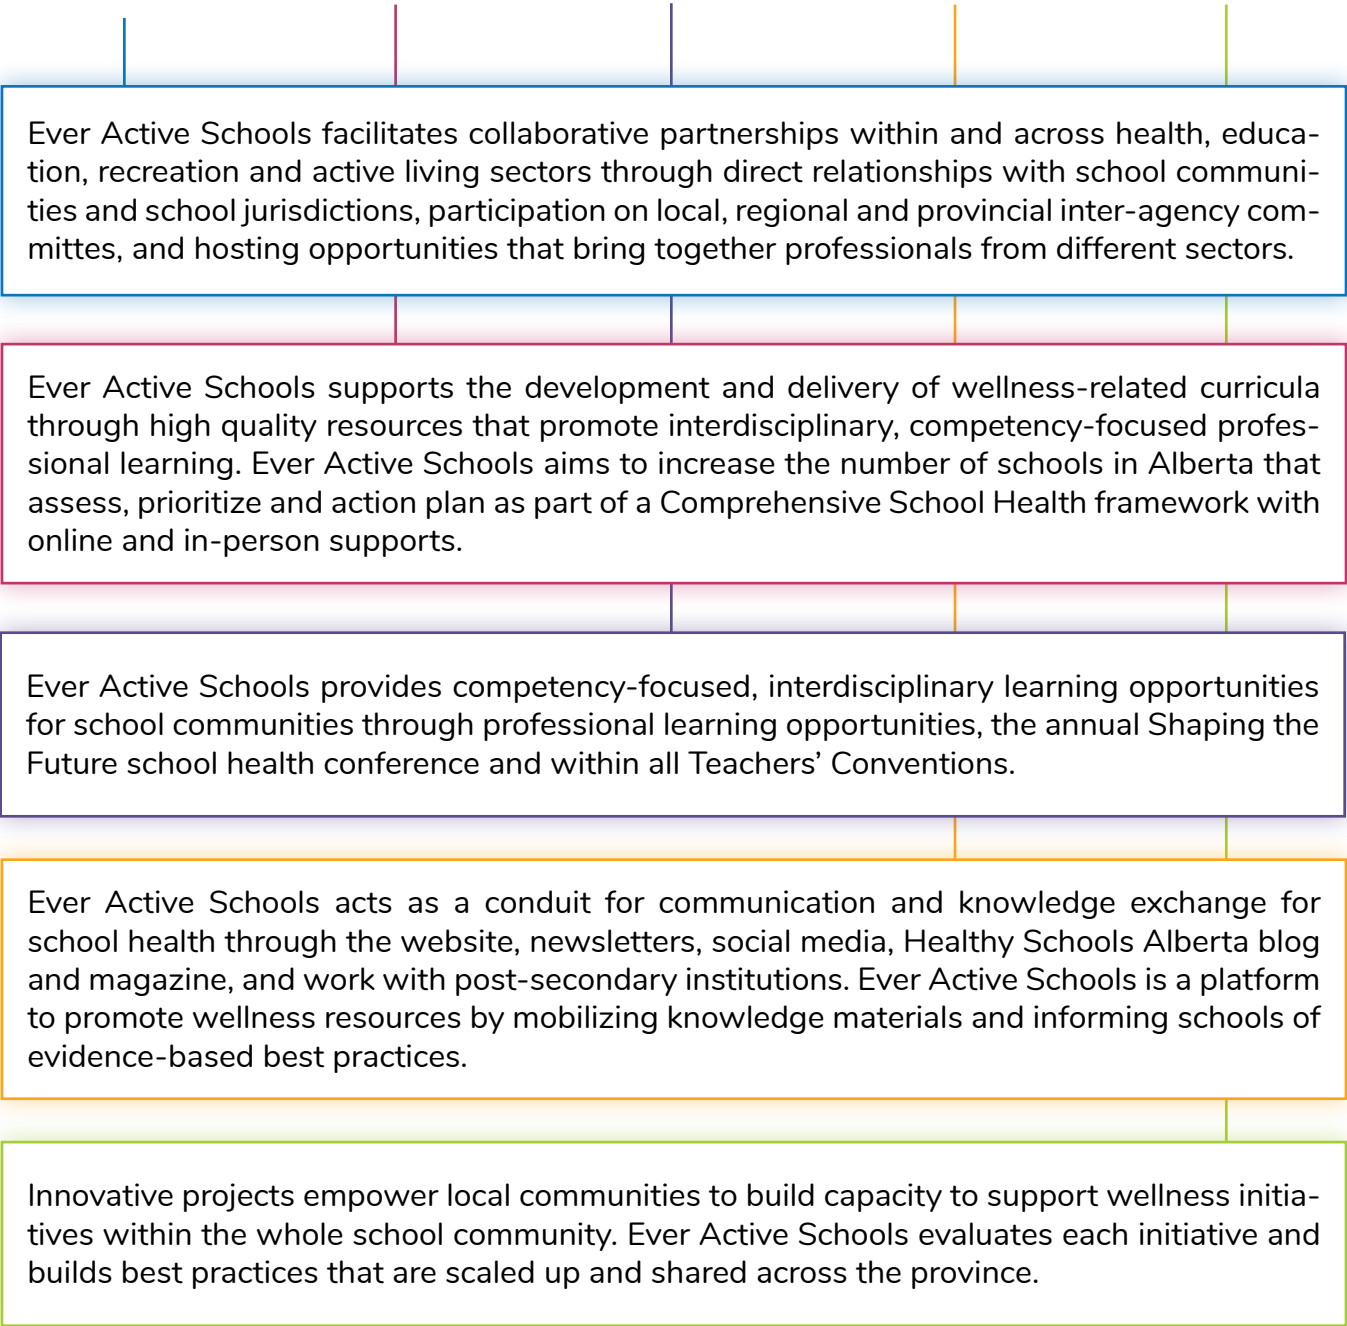 Ever Active Schools facilitates collaborative partnerships within and across health, educa-
tion, recreation and active living sectors through direct relationships with school communi-
ties and school jurisdictions, participation on local, regional and provincial inter-agency com-
mittes, and hosting opportunities that bring together professionals from different sectors.
Ever Active Schools supports the development and delivery of wellness-related curricula
through high quality resources that promote interdisciplinary, competency-focused profes-
sional learning. Ever Active Schools aims to increase the number of schools in Alberta that
assess, prioritize and action plan as part of a Comprehensive School Health framework with
online and in-person supports.
Ever Active Schools provides competency-focused, interdisciplinary learning opportunities
for school communities through professional learning opportunities, the annual Shaping the
Future school health conference and within all Teachers’ Conventions.
Ever Active Schools acts as a conduit for communication and knowledge exchange for
school health through the website, newsletters, social media, Healthy Schools Alberta blog
and magazine, and work with post-secondary institutions. Ever Active Schools is a platform
to promote wellness resources by mobilizing knowledge materials and informing schools of
evidence-based best practices.
Innovative projects empower local communities to build capacity to support wellness initia-
tives within the whole school community. Ever Active Schools evaluates each initiative and
builds best practices that are scaled up and shared across the province.